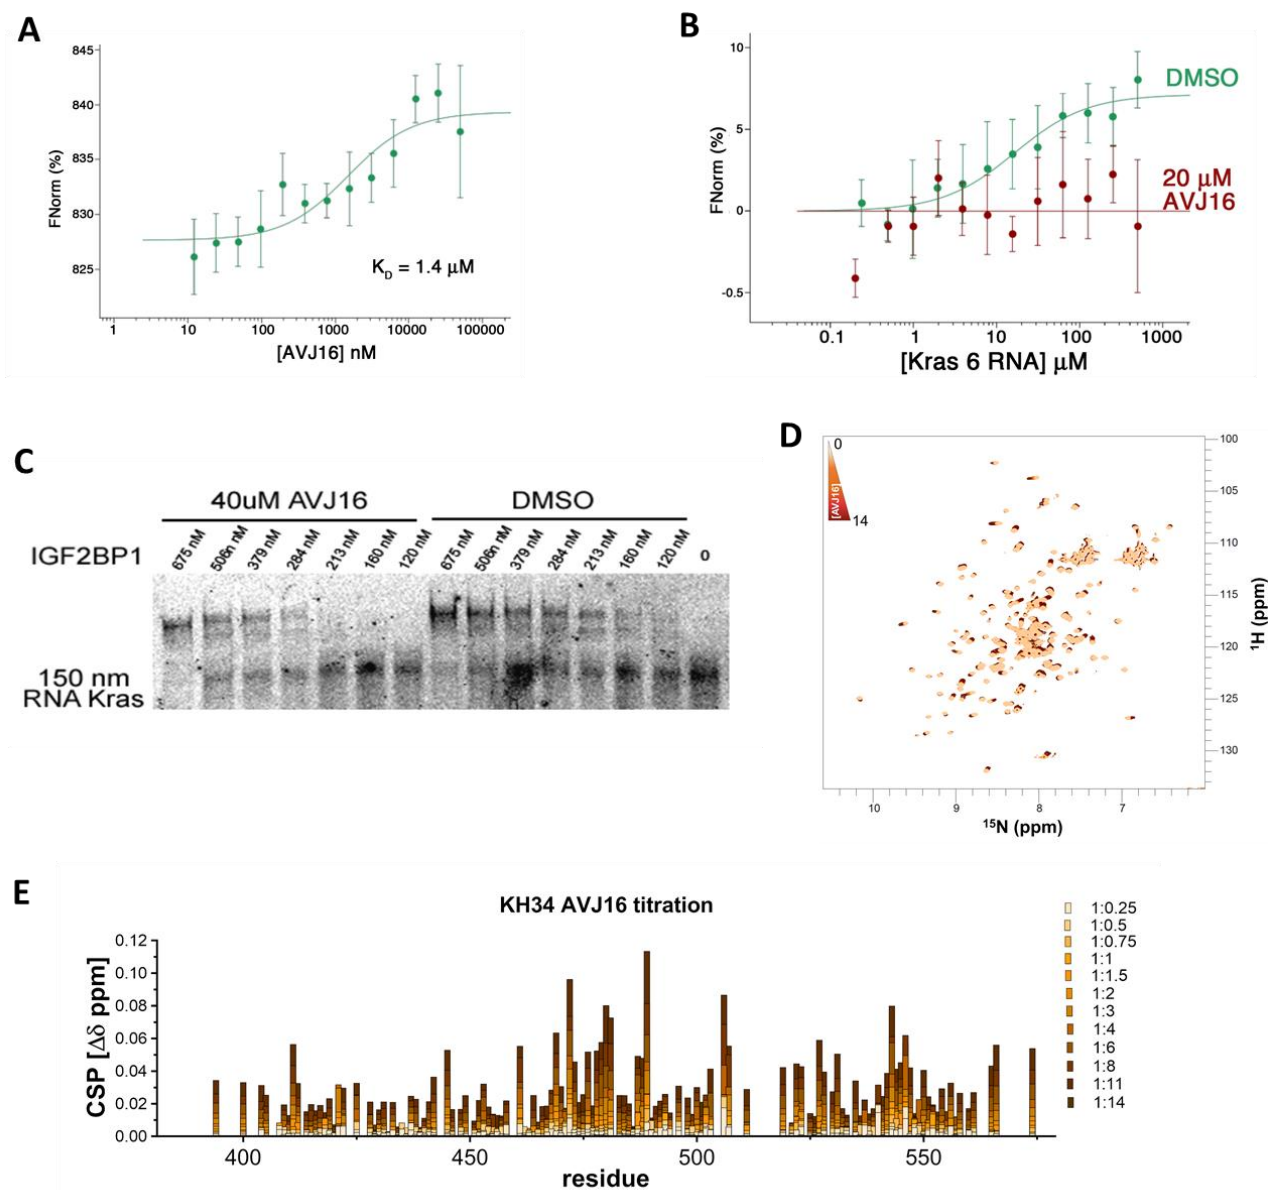 A
845
840
835
830
825
FNorm (%)
K_D = 1.4 µM
1 10 100 1000 10000 100000
[AVJ16] nM
B
10
5
0
-0.5
FNorm (%)
DMSO
20 µM
AVJ16
0.1 1 10 100 1000
[Kras 6 RNA] µM
C
40uM AVJ16 DMSO
IGF2BP1 675 nM 506n nM 379 nM 284 nM 213 nM 160 nM 120 nM 675 nM 506n nM 379 nM 284 nM 213 nM 160 nM 120 nM 0
150 nm
RNA Kras
D
0
[AVJ16]
14
100
105
110
115
120
125
130
¹H (ppm)
10 9 8 7
¹⁵N (ppm)
E
KH34 AVJ16 titration
0.12
0.10
0.08
0.06
0.04
0.02
0.00
CSP [Δδ ppm]
400 450 500 550
residue
1:0.25
1:0.5
1:0.75
1:1
1:1.5
1:2
1:3
1:4
1:6
1:8
1:11
1:14